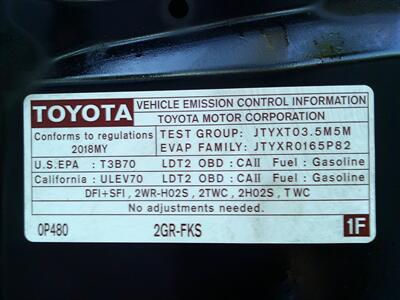 TOYOTA VEHICLE EMISSION CONTROL INFORMATION
TOYOTA MOTOR CORPORATION
Conforms to regulations
2018MY
TEST GROUP: JTYXT03.5M5M
EVAP FAMILY: JTYXR0165P82
U.S.EPA : T3B70 LDT2 OBD : CAII Fuel : Gasoline
California : ULEV70 LDT2 OBD : CAII Fuel : Gasoline
DFI+SFI, 2WR-HO2S, 2TWC, 2HO2S, TWC
No adjustments needed.
0P480 2GR-FKS 1F